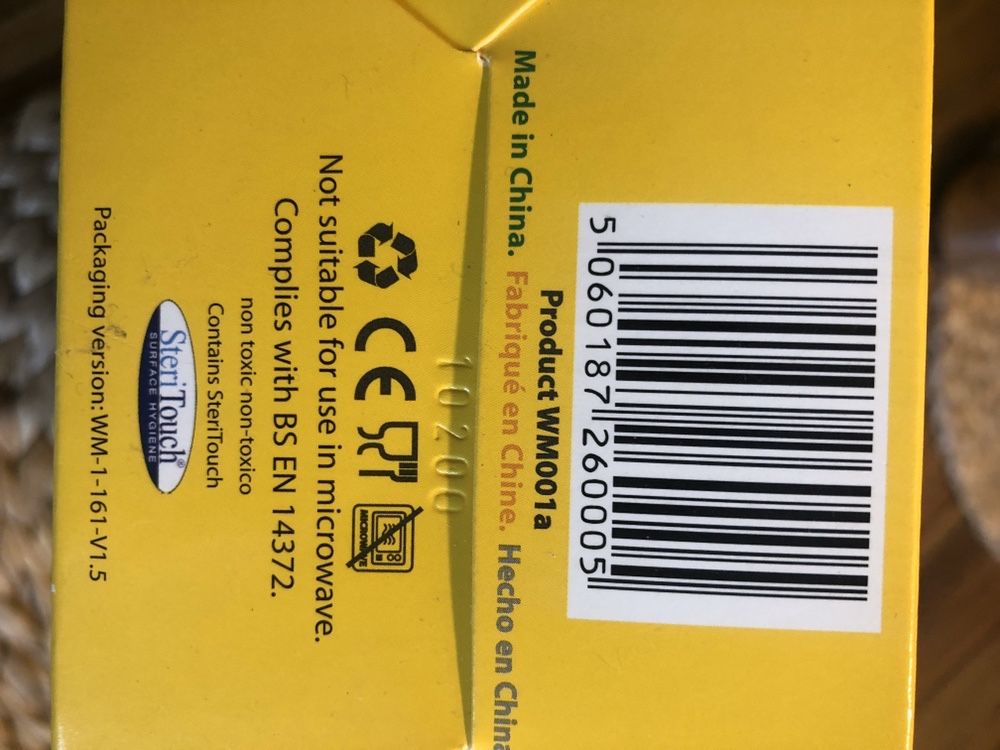 5 060187 260005
Product WM001a
Made in China. Fabriqué en Chine. Hecho en China
10200
CE
MICROWAVE
Not suitable for use in microwave.
Complies with BS EN 14372.
non toxic·non-toxico
Contains SteriTouch
SteriTouch®
SURFACE HYGIENE
Packaging version:WM-1-161-V1.5